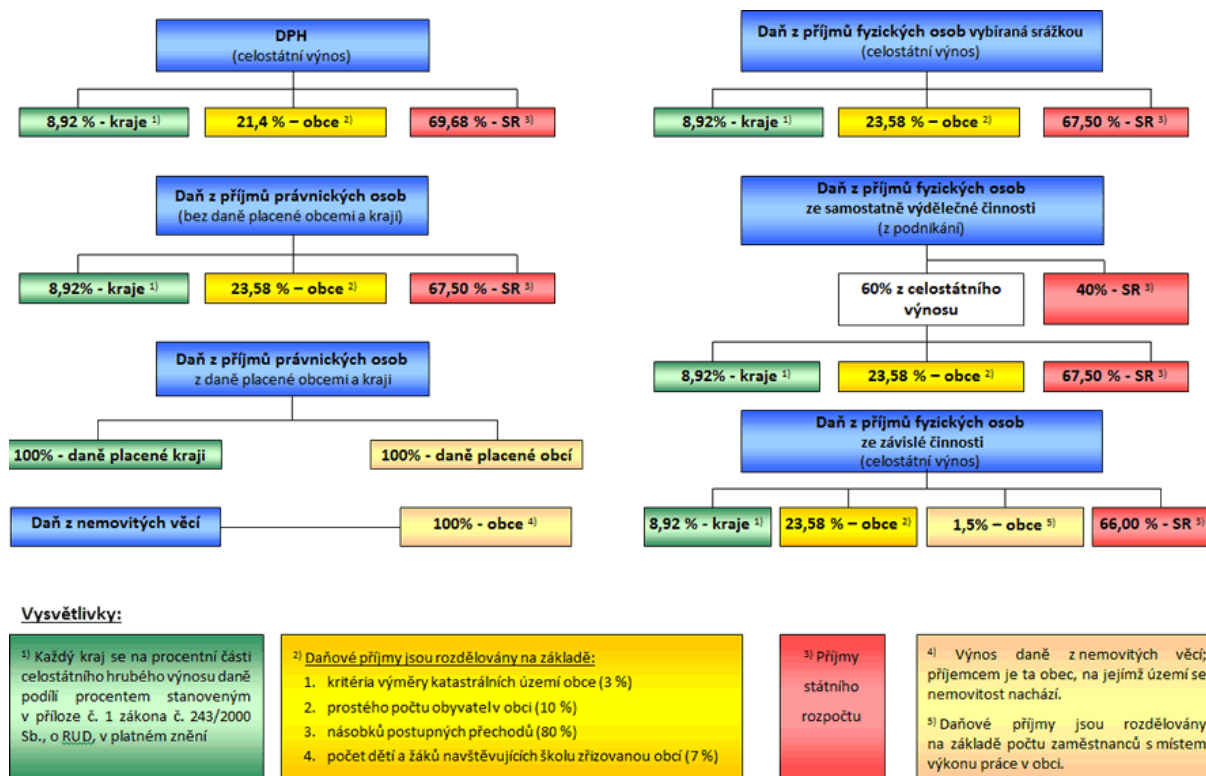 DPH
(celostátní výnos)
8,92 % - kraje ¹⁾
21,4 % – obce ²⁾
69,68 % - SR ³⁾
Daň z příjmů právnických osob
(bez daně placené obcemi a kraji)
8,92% - kraje ¹⁾
23,58 % – obce ²⁾
67,50 % - SR ³⁾
Daň z příjmů právnických osob
z daně placené obcemi a kraji
100% - daně placené kraji
100% - daně placené obcí
Daň z nemovitých věcí
100% - obce ⁴⁾
Daň z příjmů fyzických osob vybíraná srážkou
(celostátní výnos)
8,92% - kraje ¹⁾
23,58 % – obce ²⁾
67,50 % - SR ³⁾
Daň z příjmů fyzických osob
ze samostatně výdělečné činnosti
(z podnikání)
60% z celostátního
výnosu
40% - SR ³⁾
8,92% - kraje ¹⁾
23,58 % – obce ²⁾
67,50 % - SR ³⁾
Daň z příjmů fyzických osob
ze závislé činnosti
(celostátní výnos)
8,92 % - kraje ¹⁾
23,58 % – obce ²⁾
1,5% – obce ⁵⁾
66,00 % - SR ³⁾
Vysvětlivky:
¹⁾ Každý kraj se na procentní části
celostátního hrubého výnosu daně
podílí procentem stanoveným
v příloze č. 1 zákona č. 243/2000
Sb., o RUD, v platném znění
²⁾ Daňové příjmy jsou rozdělovány na základě:
1. kritéria výměry katastrálních území obce (3 %)
2. prostého počtu obyvatel v obci (10 %)
3. násobků postupných přechodů (80 %)
4. počet dětí a žáků navštěvujících školu zřizovanou obcí (7 %)
³⁾ Příjmy
státního
rozpočtu
⁴⁾ Výnos daně z nemovitých věcí;
příjemcem je ta obec, na jejímž území se
nemovitost nachází.
⁵⁾ Daňové příjmy jsou rozdělovány
na základě počtu zaměstnanců s místem
výkonu práce v obci.